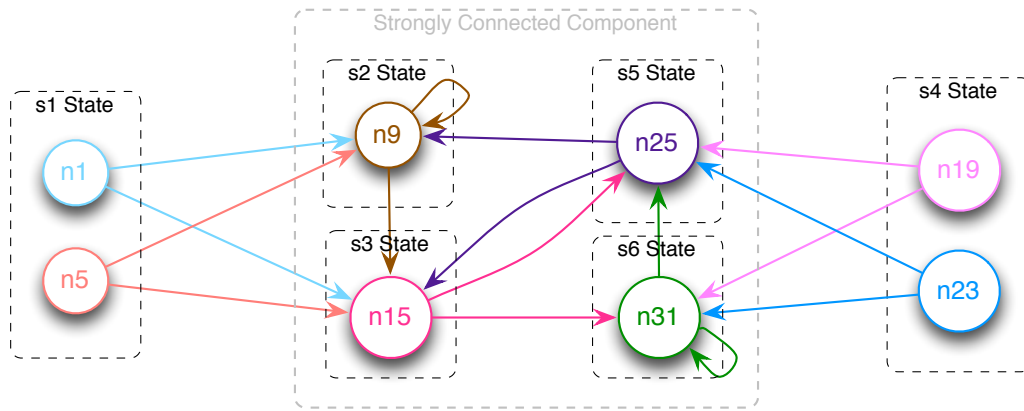 Strongly Connected Component
s1 State
n1
n5
s2 State
n9
s3 State
n15
s5 State
n25
s6 State
n31
s4 State
n19
n23